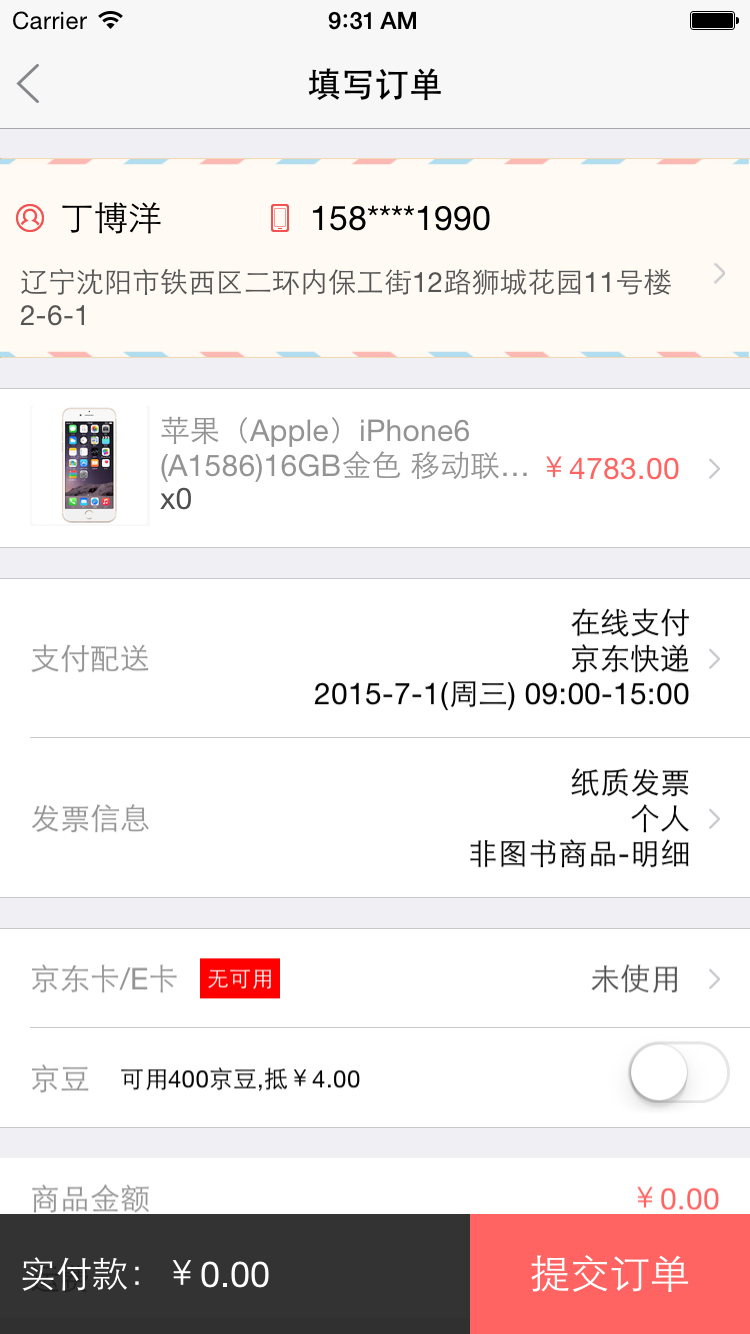 Carrier 9:31 AM
填写订单
丁博洋 158****1990
辽宁沈阳市铁西区二环内保工街12路狮城花园11号楼
2-6-1
苹果（Apple）iPhone6
(A1586)16GB金色 移动联... ￥4783.00
x0
在线支付
支付配送 京东快递
2015-7-1(周三) 09:00-15:00
纸质发票
发票信息 个人
非图书商品-明细
京东卡/E卡 无可用 未使用
京豆 可用400京豆,抵￥4.00
商品金额 ￥0.00
实付款： ￥0.00 提交订单